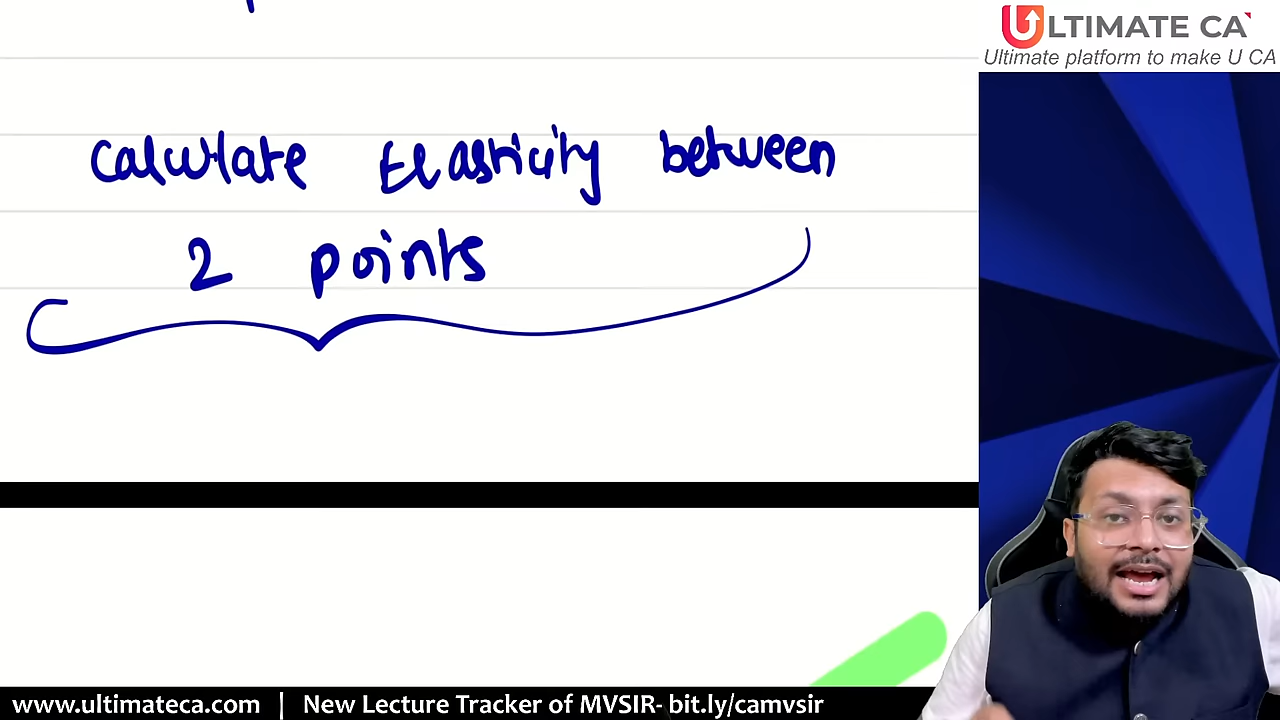 ULTIMATE CA
Ultimate platform to make U CA
Calculate Elasticity between
2 points
www.ultimateca.com | New Lecture Tracker of MVSIR- bit.ly/camvsir